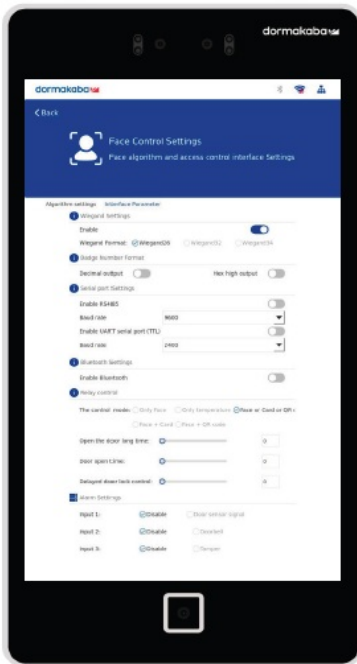 dormakaba
dormakaba
Back
Face Control Settings
Face algorithm and access control interface Settings
Algorithm settings Interface Parameter
Wiegand Settings
Enable
Wiegand Format: Wiegand26 Wiegand32 Wiegand34
Badge Number Format
Decimal output Hex high output
Serial port Settings
Enable RS485
Baud rate 9600
Enable UART serial port (TTL)
Baud rate 2400
Bluetooth Settings
Enable Bluetooth
Relay control
The control mode: Only face Only temperature Face or Card or QR
Face + Card Face + QR code
Open the door long time: 0
Door open time: 0
Delayed door lock control: 0
Alarm Settings
Input 1: Disable Door sensor signal
Input 2: Disable Doorbell
Input 3: Disable Tamper